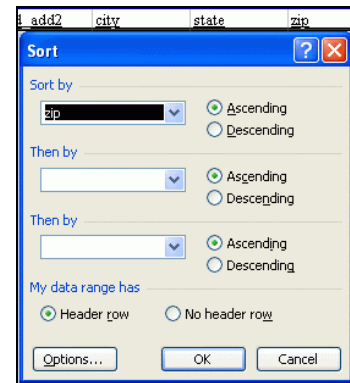 _add2 city state zip
Sort
Sort by
zip
Ascending
Descending
Then by
Ascending
Descending
Then by
Ascending
Descending
My data range has
Header row No header row
Options... OK Cancel